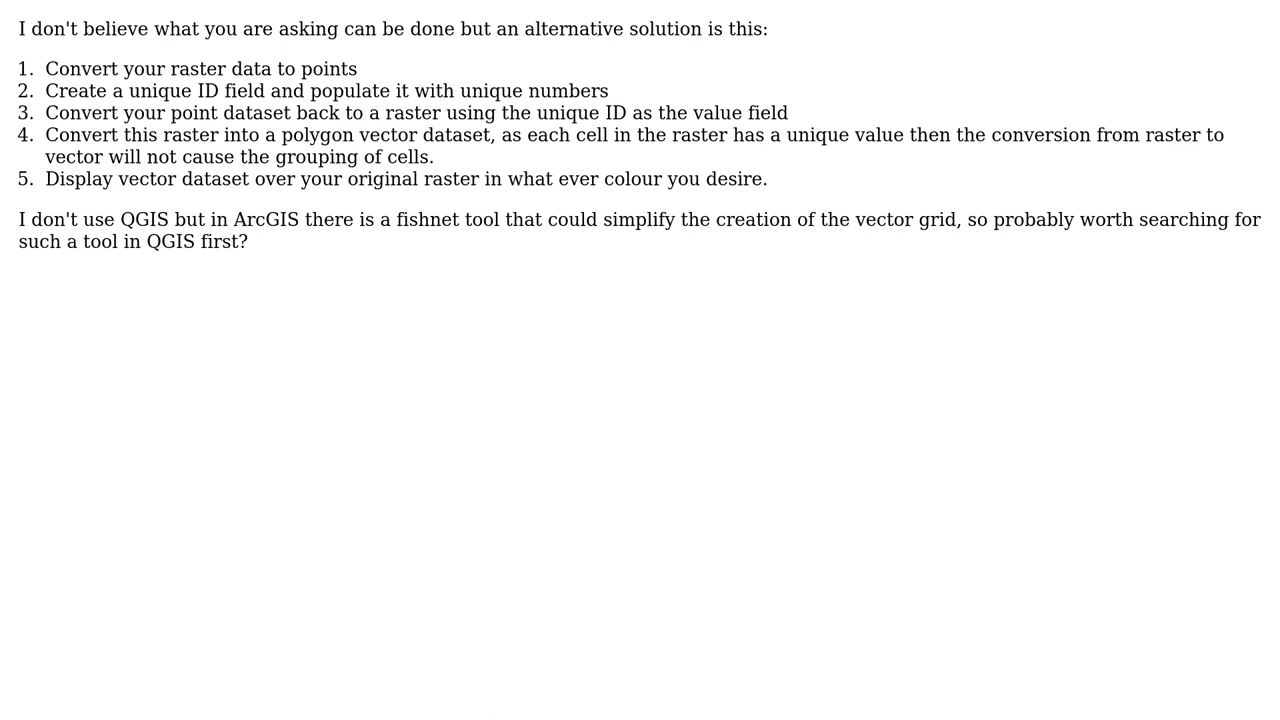 I don't believe what you are asking can be done but an alternative solution is this:
1. Convert your raster data to points
2. Create a unique ID field and populate it with unique numbers
3. Convert your point dataset back to a raster using the unique ID as the value field
4. Convert this raster into a polygon vector dataset, as each cell in the raster has a unique value then the conversion from raster to
vector will not cause the grouping of cells.
5. Display vector dataset over your original raster in what ever colour you desire.
I don't use QGIS but in ArcGIS there is a fishnet tool that could simplify the creation of the vector grid, so probably worth searching for
such a tool in QGIS first?